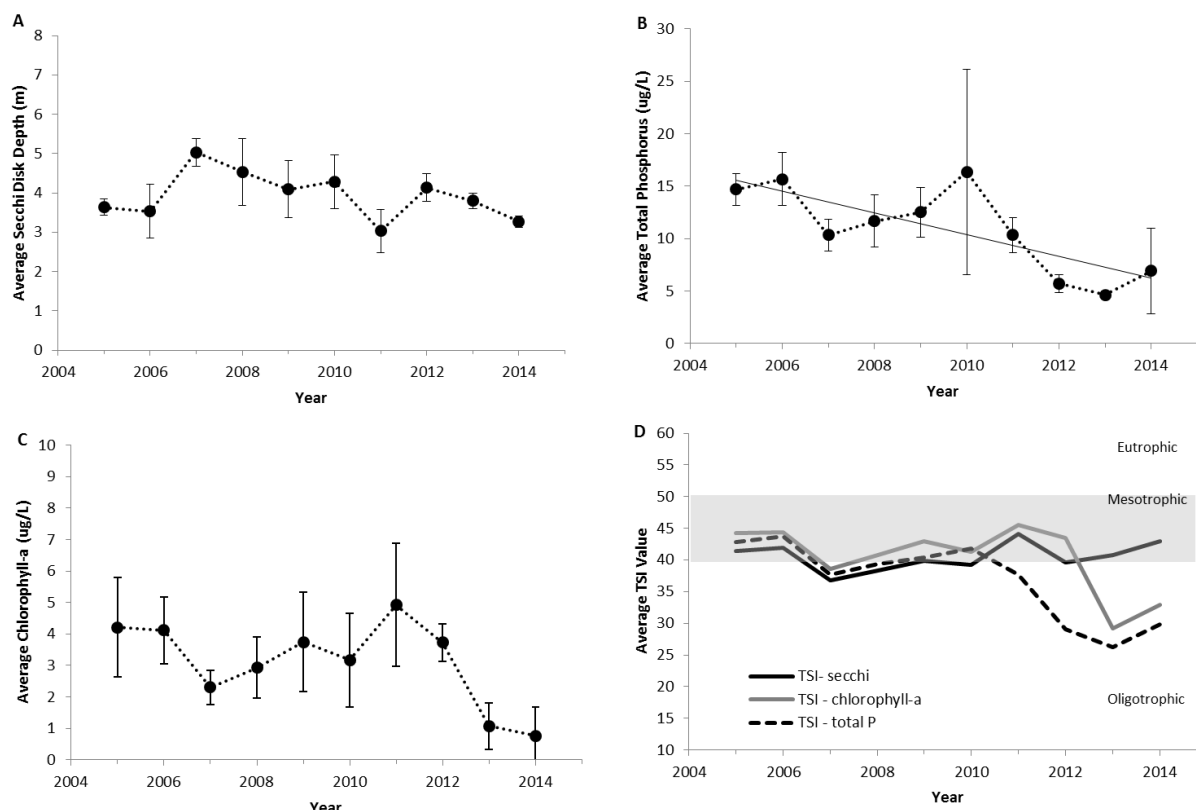 A
Average SecchiDisk Depth (m)
8
7
6
5
4
3
2
1
0
2004 2006 2008 2010 2012 2014
Year
B
Average Total Phosphorus (ug/L)
30
25
20
15
10
5
0
2004 2006 2008 2010 2012 2014
Year
C
Average Chlorophyll-a (ug/L)
10
9
8
7
6
5
4
3
2
1
0
2004 2006 2008 2010 2012 2014
Year
D
Average TSI Value
60
55
50
45
40
35
30
25
20
15
10
Eutrophic
Mesotrophic
Oligotrophic
TSI- secchi
TSI - chlorophyll-a
TSI - total P
2004 2006 2008 2010 2012 2014
Year